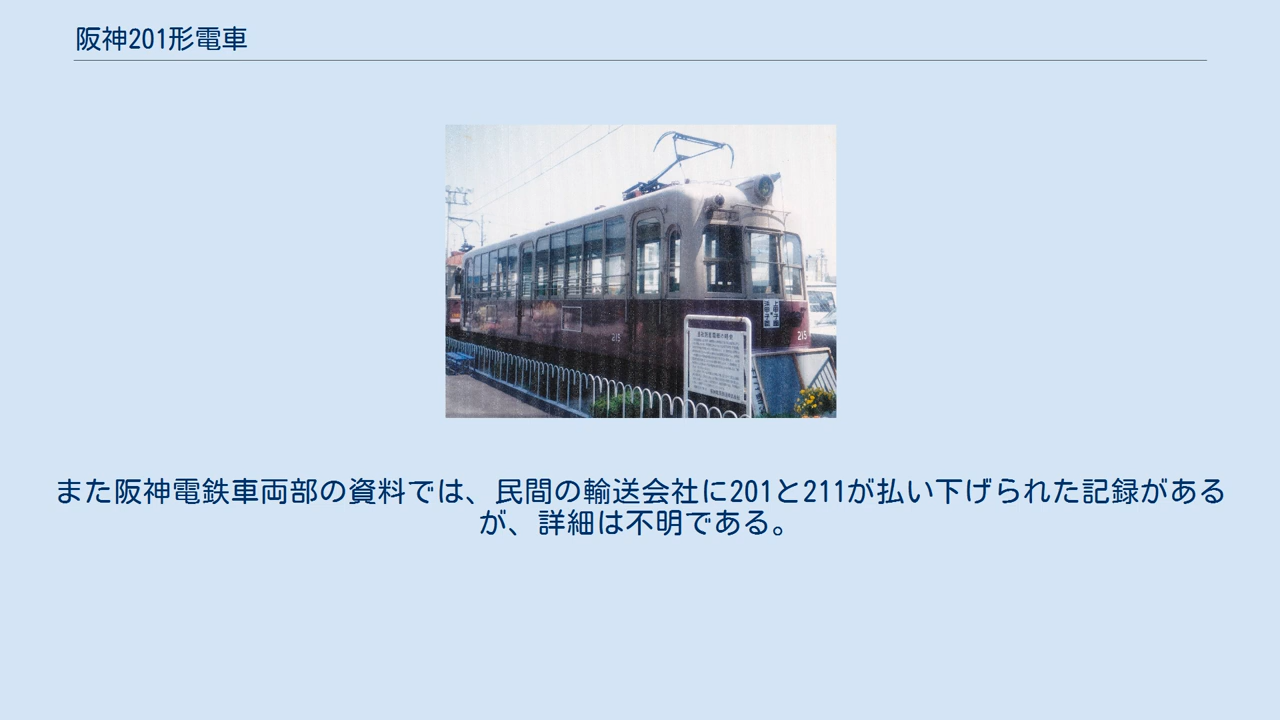 阪神201形電車
215
215
また阪神電鉄車両部の資料では、民間の輸送会社に201と211が払い下げられた記録がある
が、詳細は不明である。